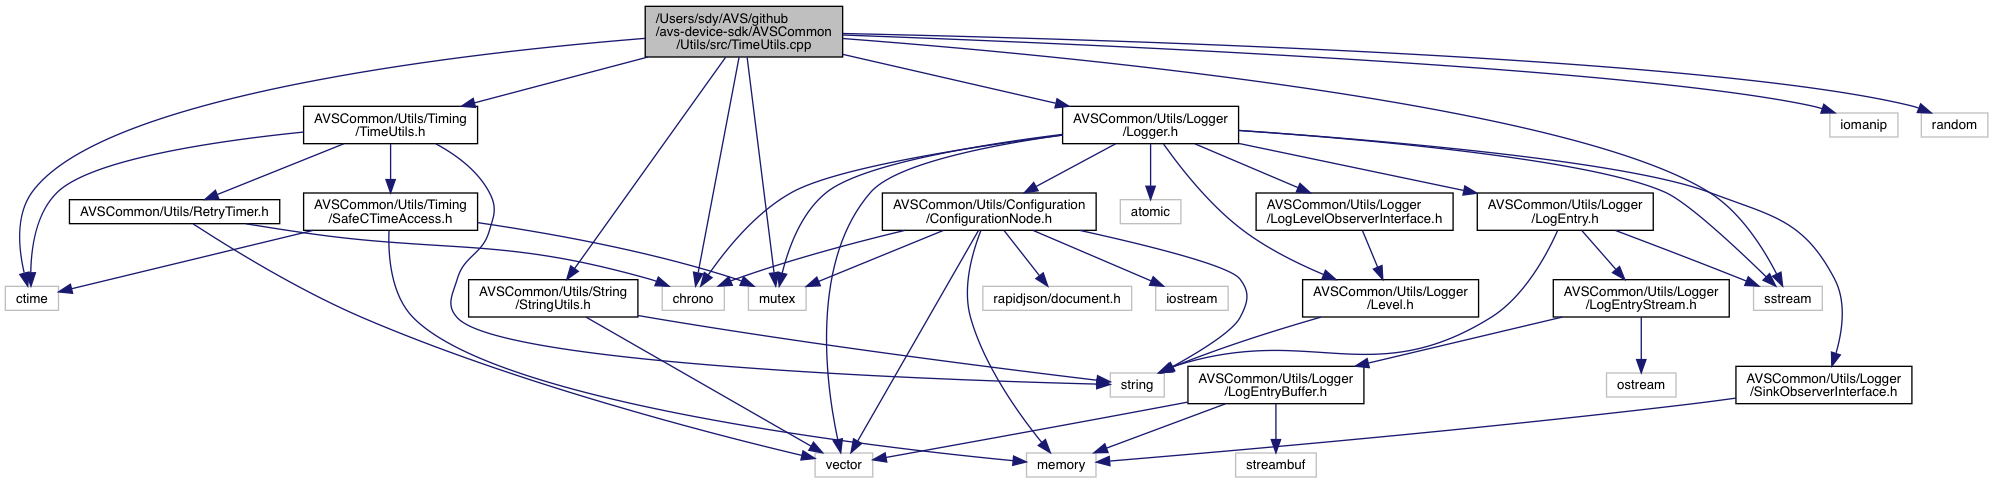 /Users/sdy/AVS/github
/avs-device-sdk/AVSCommon
/Utils/src/TimeUtils.cpp
AVSCommon/Utils/Timing
/TimeUtils.h
AVSCommon/Utils/Logger
/Logger.h
iomanip
random
AVSCommon/Utils/RetryTimer.h
AVSCommon/Utils/Timing
/SafeCTimeAccess.h
AVSCommon/Utils/Configuration
/ConfigurationNode.h
atomic
AVSCommon/Utils/Logger
/LogLevelObserverInterface.h
AVSCommon/Utils/Logger
/LogEntry.h
ctime
AVSCommon/Utils/String
/StringUtils.h
chrono
mutex
rapidjson/document.h
iostream
AVSCommon/Utils/Logger
/Level.h
AVSCommon/Utils/Logger
/LogEntryStream.h
sstream
string
AVSCommon/Utils/Logger
/LogEntryBuffer.h
ostream
AVSCommon/Utils/Logger
/SinkObserverInterface.h
vector
memory
streambuf